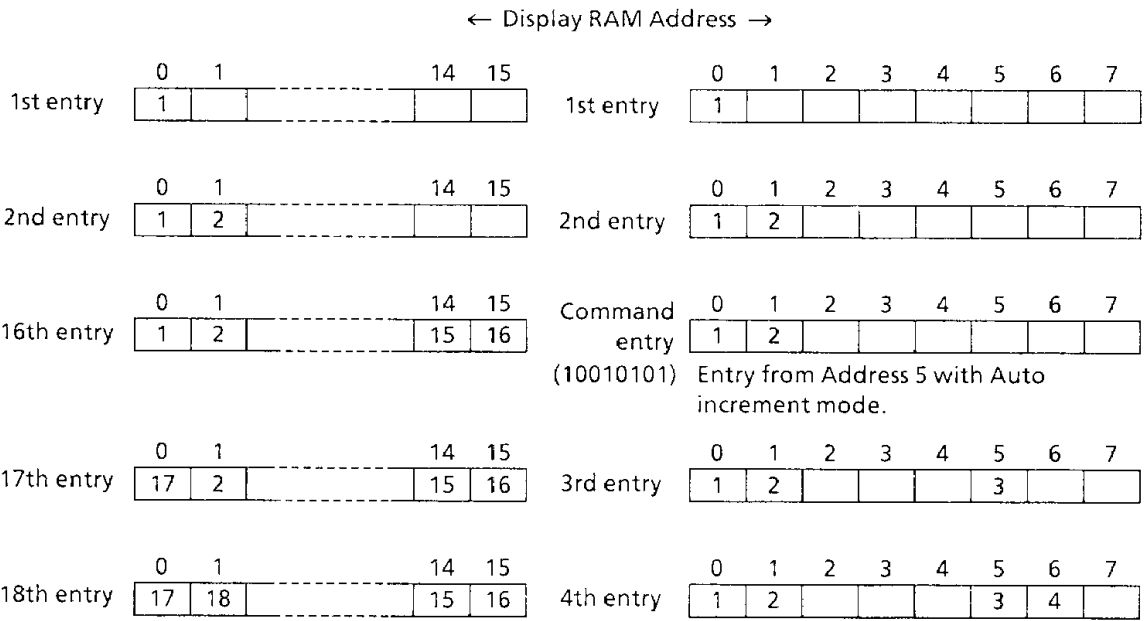 ← Display RAM Address →
0 1 14 15
1st entry 1
0 1 2 3 4 5 6 7
1st entry 1
0 1 14 15
2nd entry 1 2
0 1 2 3 4 5 6 7
2nd entry 1 2
0 1 14 15
16th entry 1 2 15 16
Command 0 1 2 3 4 5 6 7
entry 1 2
(10010101) Entry from Address 5 with Auto
increment mode.
0 1 14 15
17th entry 17 2 15 16
0 1 2 3 4 5 6 7
3rd entry 1 2 3
0 1 14 15
18th entry 17 18 15 16
0 1 2 3 4 5 6 7
4th entry 1 2 3 4